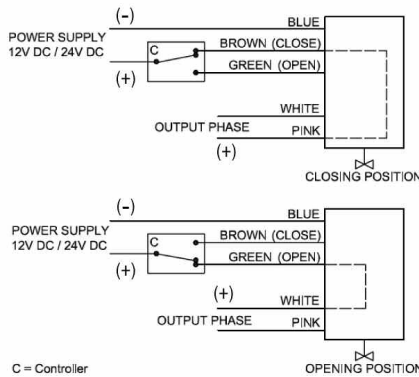 (-)
BLUE
POWER SUPPLY
12V DC / 24V DC
C
BROWN (CLOSE)
GREEN (OPEN)
(+)
WHITE
OUTPUT PHASE
PINK
(+)
CLOSING POSITION
(-)
BLUE
POWER SUPPLY
12V DC / 24V DC
C
BROWN (CLOSE)
GREEN (OPEN)
(+)
(+)
WHITE
OUTPUT PHASE
PINK
C = Controller
OPENING POSITION